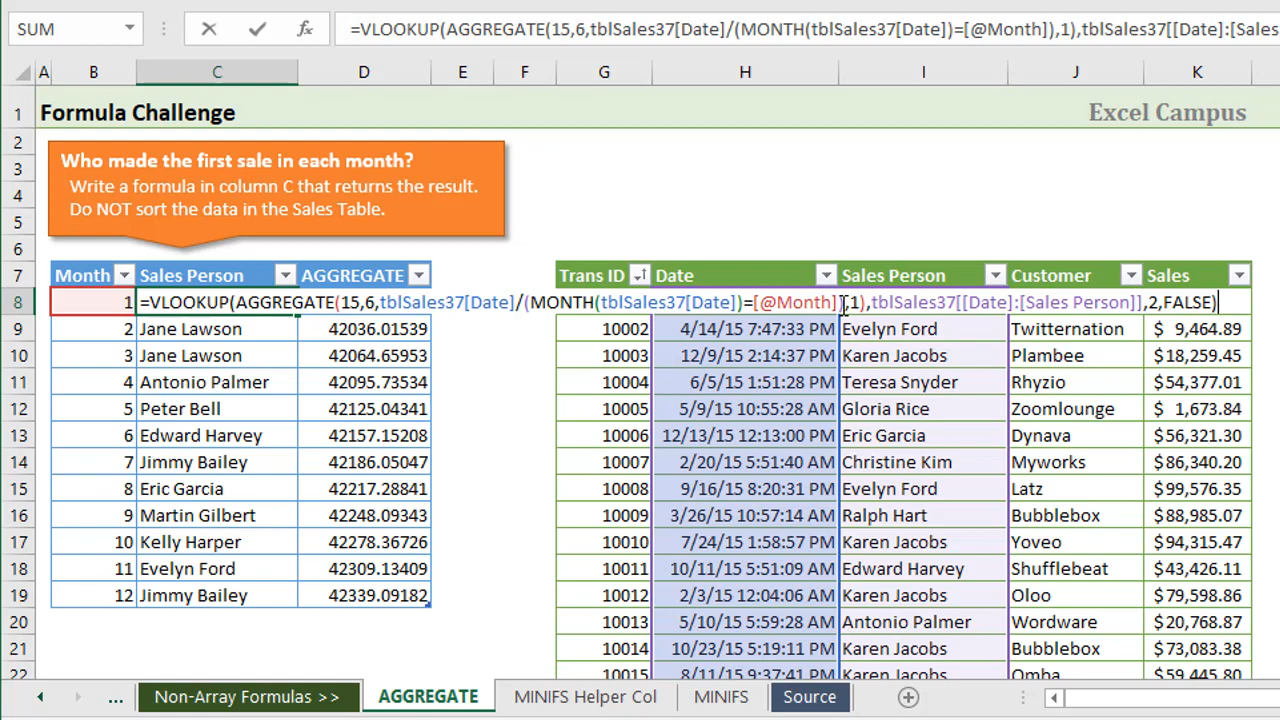 SUM =VLOOKUP(AGGREGATE(15,6,tblSales37[Date]/(MONTH(tblSales37[Date])=[@Month]),1),tblSales37[[Date]:[Sales
A B C D E F G H I J K
1 Formula Challenge Excel Campus
2
3 Who made the first sale in each month?
4 Write a formula in column C that returns the result.
5 Do NOT sort the data in the Sales Table.
6
7 Month Sales Person AGGREGATE Trans ID Date Sales Person Customer Sales
8 1 =VLOOKUP(AGGREGATE(15,6,tblSales37[Date]/(MONTH(tblSales37[Date])=[@Month]),1),tblSales37[[Date]:[Sales Person]],2,FALSE)
9 2 Jane Lawson 42036.01539 10002 4/14/15 7:47:33 PM Evelyn Ford Twitternation $ 9,464.89
10 3 Jane Lawson 42064.65953 10003 12/9/15 2:14:37 PM Karen Jacobs Plambee $18,259.45
11 4 Antonio Palmer 42095.73534 10004 6/5/15 1:51:28 PM Teresa Snyder Rhyzio $54,377.01
12 5 Peter Bell 42125.04341 10005 5/9/15 10:55:28 AM Gloria Rice Zoomlounge $ 1,673.84
13 6 Edward Harvey 42157.15208 10006 12/13/15 12:13:00 PM Eric Garcia Dynava $56,321.30
14 7 Jimmy Bailey 42186.05047 10007 2/20/15 5:51:40 AM Christine Kim Myworks $86,340.20
15 8 Eric Garcia 42217.28841 10008 9/16/15 8:20:31 PM Evelyn Ford Latz $99,576.35
16 9 Martin Gilbert 42248.09343 10009 3/26/15 10:57:14 AM Ralph Hart Bubblebox $88,985.07
17 10 Kelly Harper 42278.36726 10010 7/24/15 1:58:57 PM Karen Jacobs Yoveo $94,315.47
18 11 Evelyn Ford 42309.13409 10011 10/11/15 5:51:09 AM Edward Harvey Shufflebeat $43,426.11
19 12 Jimmy Bailey 42339.09182 10012 2/3/15 12:04:06 AM Karen Jacobs Oloo $79,598.86
20 10013 5/10/15 5:59:28 AM Antonio Palmer Wordware $20,768.87
21 10014 10/23/15 5:19:11 PM Karen Jacobs Bubblebox $73,083.38
22 10015 8/11/15 9:37:41 PM Karen Jacobs Omba $59,445.80
... Non-Array Formulas >> AGGREGATE MINIFS Helper Col MINIFS Source